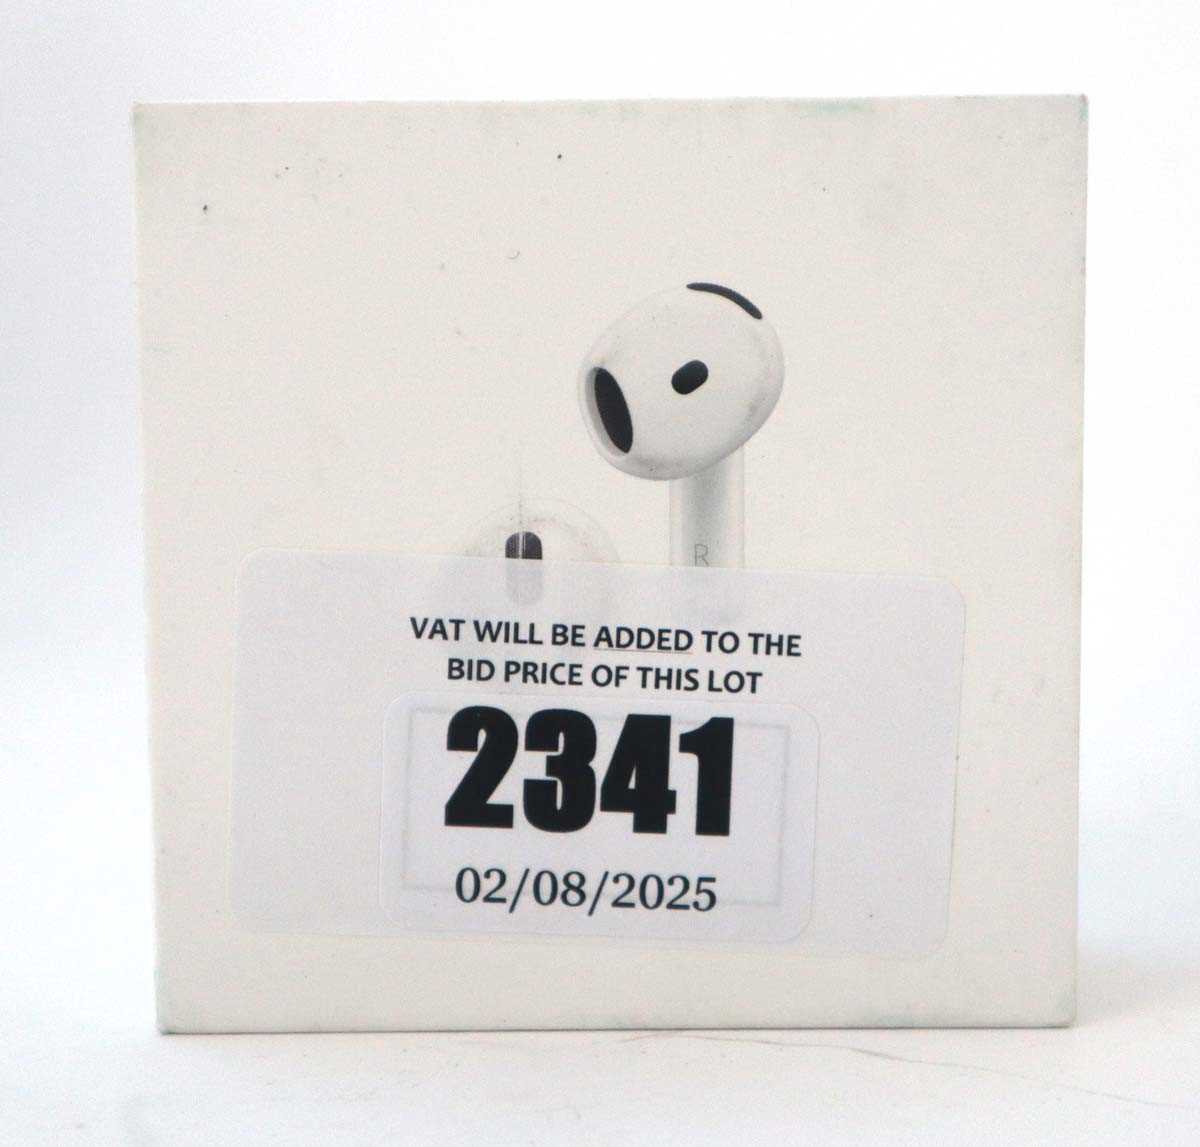 R
VAT WILL BE ADDED TO THE
BID PRICE OF THIS LOT
2341
02/08/2025